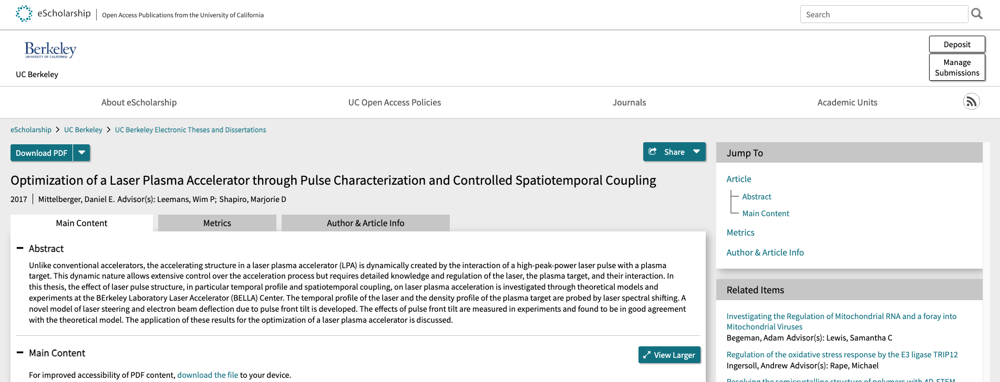 eScholarship
Open Access Publications from the University of California
Search
Berkeley
UNIVERSITY OF CALIFORNIA
UC Berkeley
Deposit
Manage
Submissions
About eScholarship
UC Open Access Policies
Journals
Academic Units
eScholarship
UC Berkeley
UC Berkeley Electronic Theses and Dissertations
Download PDF
Share
Optimization of a Laser Plasma Accelerator through Pulse Characterization and Controlled Spatiotemporal Coupling
2017
Mittelberger, Daniel E. Advisor(s): Leemans, Wim P; Shapiro, Marjorie D
Main Content
Metrics
Author & Article Info
Abstract
Unlike conventional accelerators, the accelerating structure in a laser plasma accelerator (LPA) is dynamically created by the interaction of a high-peak-power laser pulse with a plasma
target. This dynamic nature allows extensive control over the acceleration process but requires detailed knowledge and regulation of the laser, the plasma target, and their interaction. In
this thesis, the effect of laser pulse structure, in particular temporal profile and spatiotemporal coupling, on laser plasma acceleration is investigated through theoretical models and
experiments at the BErkeley Laboratory Laser Accelerator (BELLA) Center. The temporal profile of the laser and the density profile of the plasma target are probed by laser spectral shifting. A
novel model of laser steering and electron beam deflection due to pulse front tilt is developed. The effects of pulse front tilt are measured in experiments and found to be in good agreement
with the theoretical model. The application of these results for the optimization of a laser plasma accelerator is discussed.
Main Content
View Larger
For improved accessibility of PDF content, download the file to your device.
Jump To
Article
Abstract
Main Content
Metrics
Author & Article Info
Related Items
Investigating the Regulation of Mitochondrial RNA and a foray into
Mitochondrial Viruses
Begeman, Adam Advisor(s): Lewis, Samantha C
Regulation of the oxidative stress response by the E3 ligase TRIP12
Ingersoll, Andrew Advisor(s): Rape, Michael
Resolving the semicrystalline structure of polymers with 4D-STEM